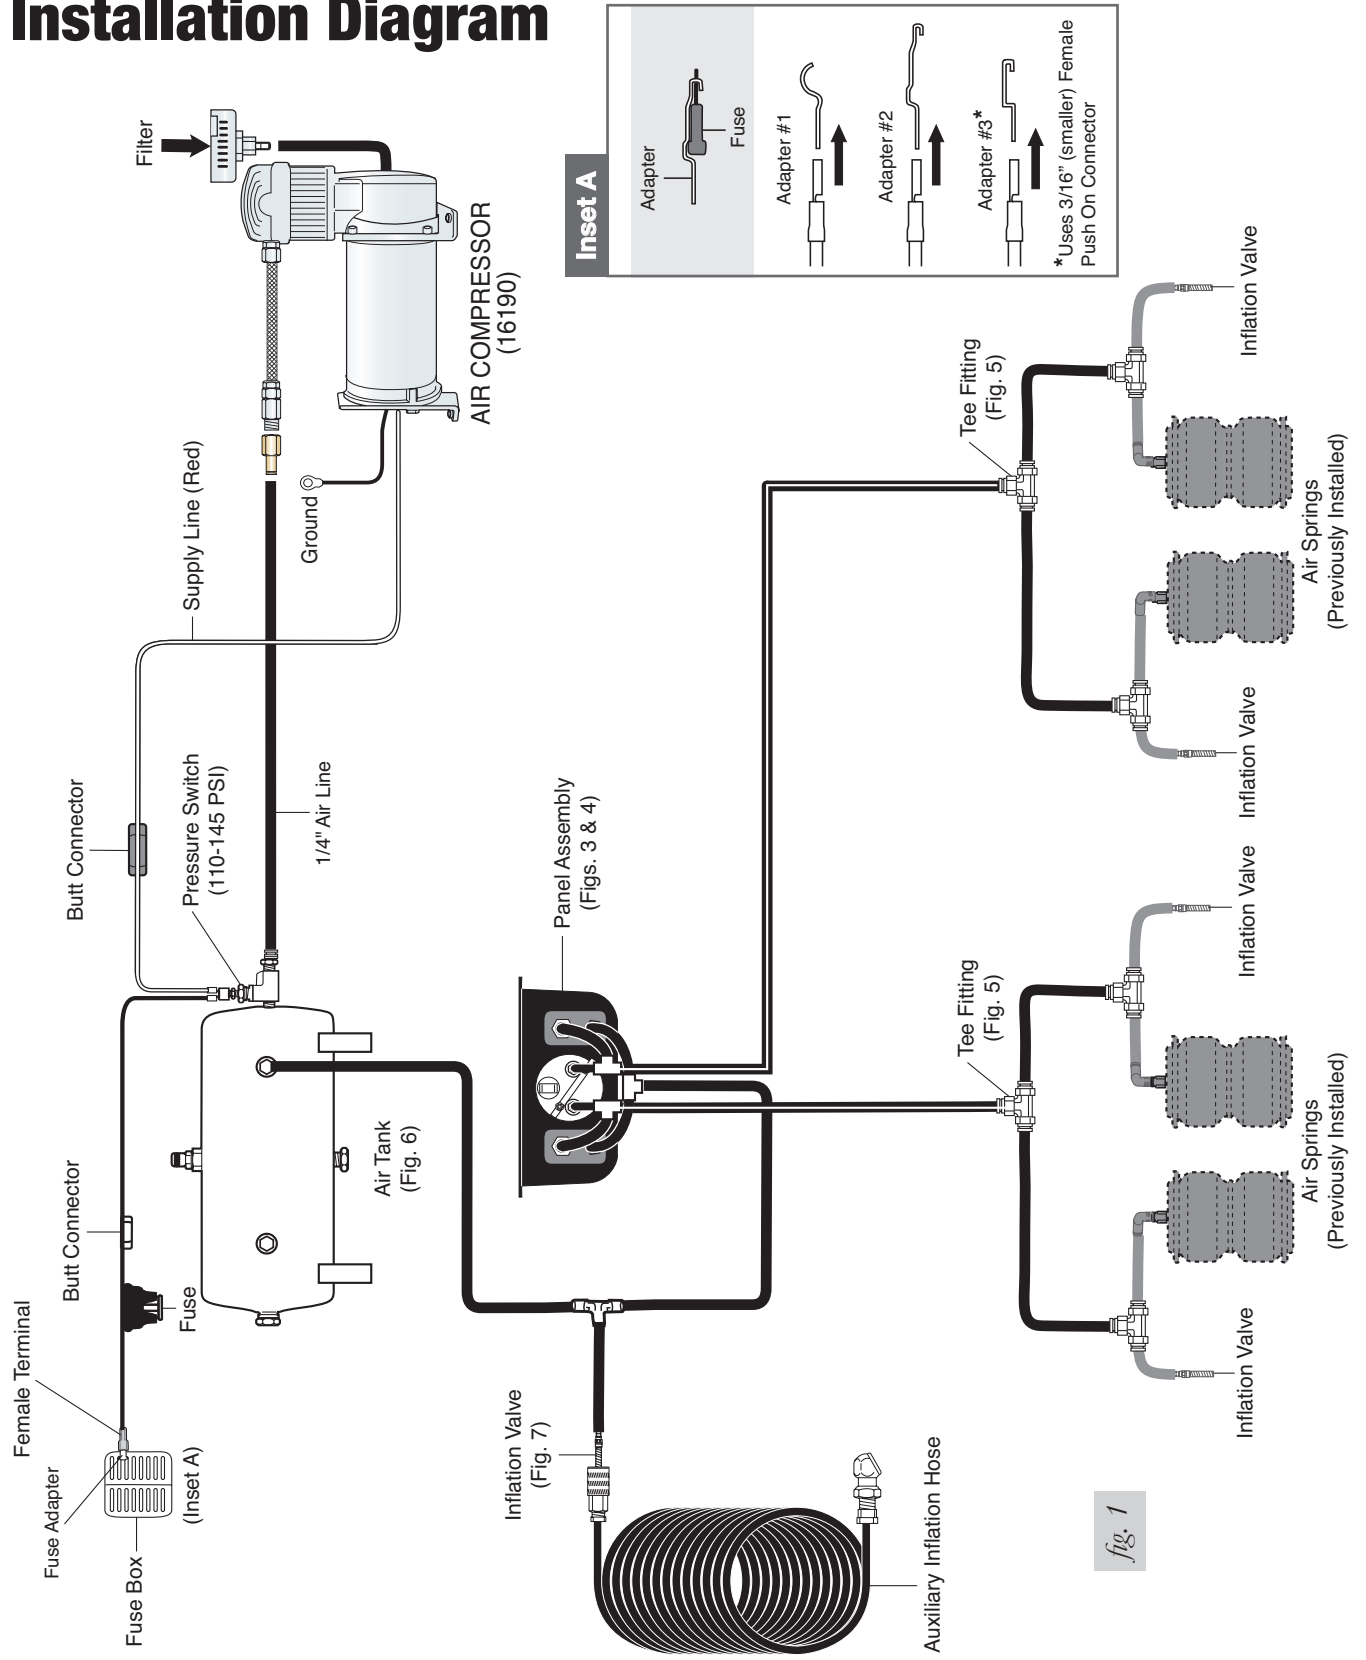 Installation Diagram
Filter
AIR COMPRESSOR
(16190)
Supply Line (Red)
Ground
Butt Connector
Pressure Switch
(110-145 PSI)
1/4" Air Line
Butt Connector
Fuse
Female Terminal
Fuse Adapter
Fuse Box
(Inset A)
Air Tank
(Fig. 6)
Panel Assembly
(Figs. 3 & 4)
Inflation Valve
(Fig. 7)
Auxiliary Inflation Hose
Inset A
Adapter
Fuse
Adapter #1
Adapter #2
Adapter #3*
*Uses 3/16” (smaller) Female
Push On Connector
Tee Fitting
(Fig. 5)
Inflation Valve
Air Springs
(Previously Installed)
Inflation Valve
Tee Fitting
(Fig. 5)
Inflation Valve
Air Springs
(Previously Installed)
Inflation Valve
fig. 1